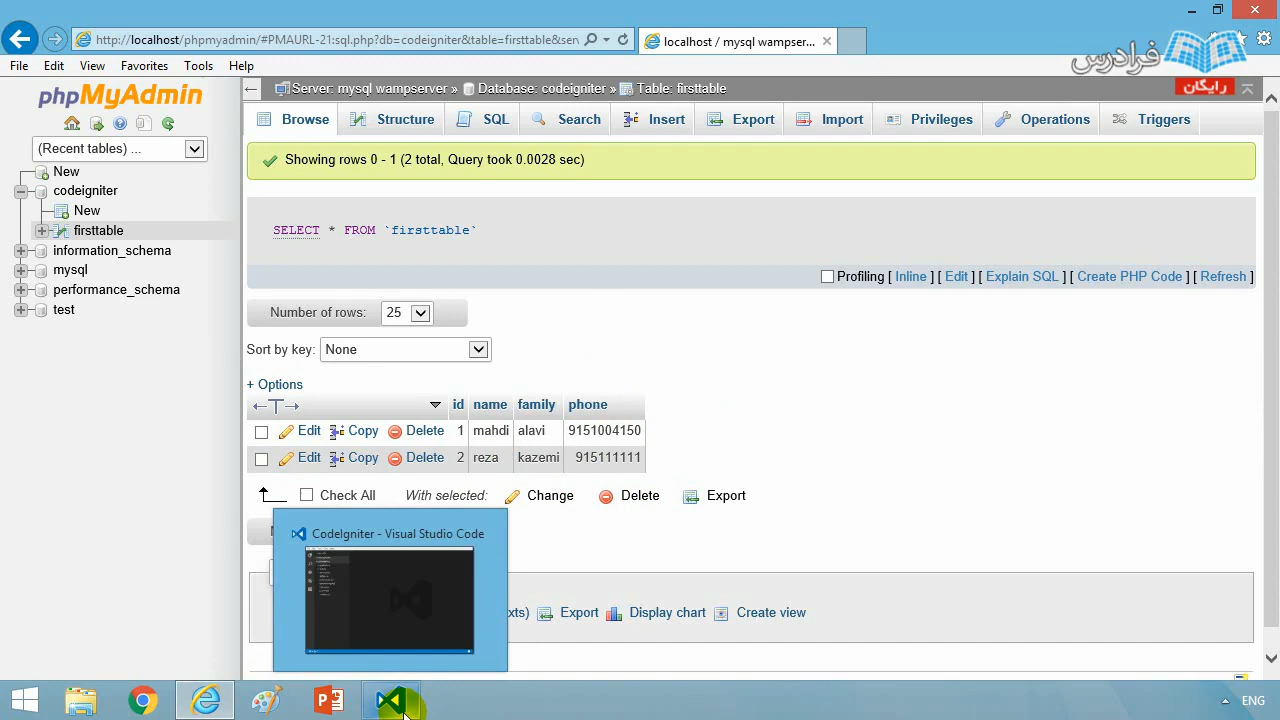 http://localhost/phpmyadmin/#PMAURL-21:sql.php?db=codeigniter&table=firsttable&serv
localhost / mysql wampser...
File Edit View Favorites Tools Help
فرادرس
رایگان
phpMyAdmin
(Recent tables) ...
New
codeigniter
New
firsttable
information_schema
mysql
performance_schema
test
Server: mysql wampserver » Database: codeigniter » Table: firsttable
Browse Structure SQL Search Insert Export Import Privileges Operations Triggers
Showing rows 0 - 1 (2 total, Query took 0.0028 sec)
SELECT * FROM `firsttable`
Profiling [ Inline ] [ Edit ] [ Explain SQL ] [ Create PHP Code ] [ Refresh ]
Number of rows: 25
Sort by key: None
+ Options
id name family phone
Edit Copy Delete 1 mahdi alavi 9151004150
Edit Copy Delete 2 reza kazemi 915111111
Check All With selected: Change Delete Export
CodeIgniter - Visual Studio Code
Export Display chart Create view
ENG